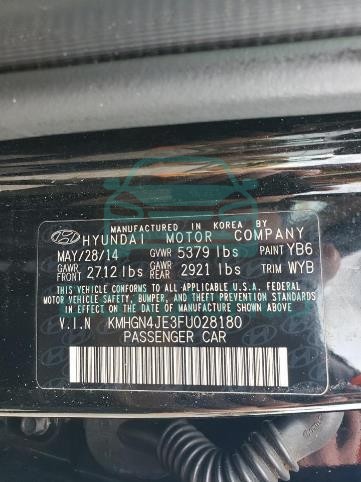 MANUFACTURED IN KOREA BY
HYUNDAI MOTOR COMPANY
MAY/28/14 GVWR 5379 lbs PAINT YB6
GAWR FRONT 2712 lbs GAWR REAR 2921 lbs TRIM WYB
THIS VEHICLE CONFORMS TO ALL APPLICABLE U.S.A.
FEDERAL MOTOR VEHICLE SAFETY, BUMPER, AND THEFT
PREVENTION STANDARDS IN EFFECT ON THE DATE
OF MANUFACTURE SHOWN ABOVE.
V.I.N KMHGN4JE3FU028180
PASSENGER CAR